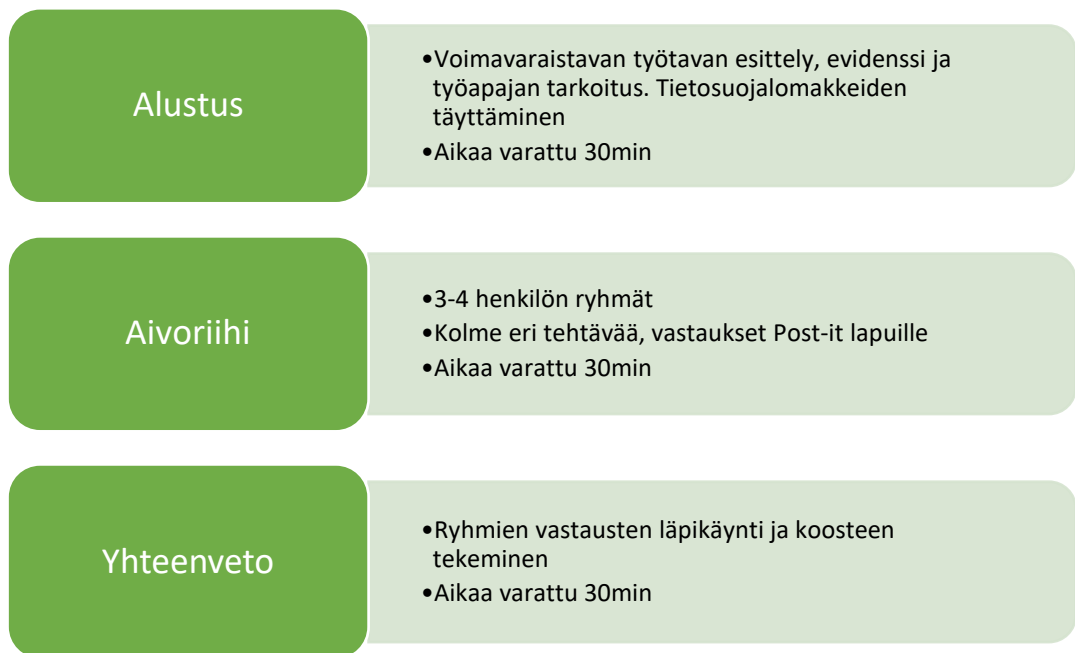 Alustus
•Voimavaraistavan työtavan esittely, evidenssi ja
työapajan tarkoitus. Tietosuojalomakkeiden
täyttäminen
•Aikaa varattu 30min
Aivoriihi
•3-4 henkilön ryhmät
•Kolme eri tehtävää, vastaukset Post-it lapuille
•Aikaa varattu 30min
Yhteenveto
•Ryhmien vastausten läpikäynti ja koosteen
tekeminen
•Aikaa varattu 30min